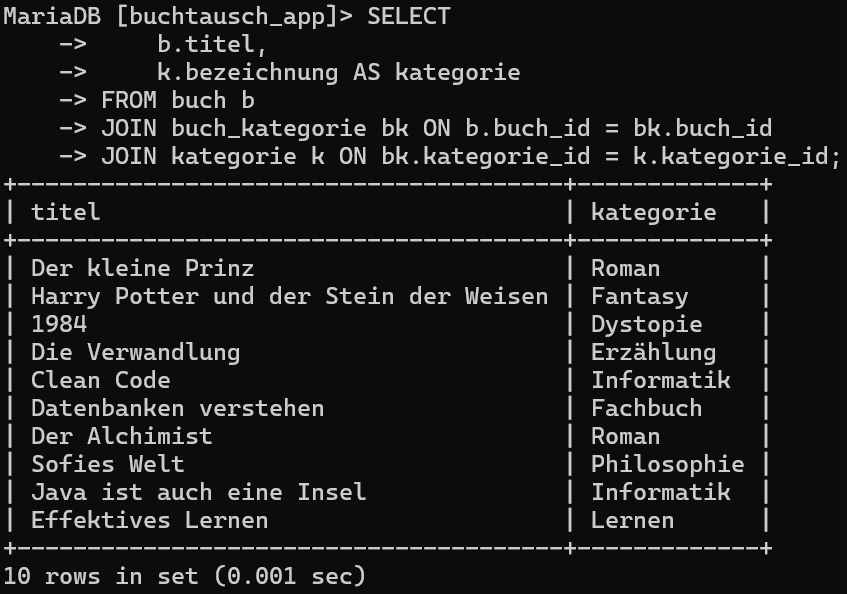 MariaDB [buchtausch_app]> SELECT
    ->     b.titel,
    ->     k.bezeichnung AS kategorie
    -> FROM buch b
    -> JOIN buch_kategorie bk ON b.buch_id = bk.buch_id
    -> JOIN kategorie k ON bk.kategorie_id = k.kategorie_id;
+---------------------------------------+-------------+
| titel                                 | kategorie   |
+---------------------------------------+-------------+
| Der kleine Prinz                      | Roman       |
| Harry Potter und der Stein der Weisen | Fantasy     |
| 1984                                  | Dystopie    |
| Die Verwandlung                       | Erzählung   |
| Clean Code                            | Informatik  |
| Datenbanken verstehen                 | Fachbuch    |
| Der Alchimist                         | Roman       |
| Sofies Welt                           | Philosophie |
| Java ist auch eine Insel              | Informatik  |
| Effektives Lernen                     | Lernen      |
+---------------------------------------+-------------+
10 rows in set (0.001 sec)